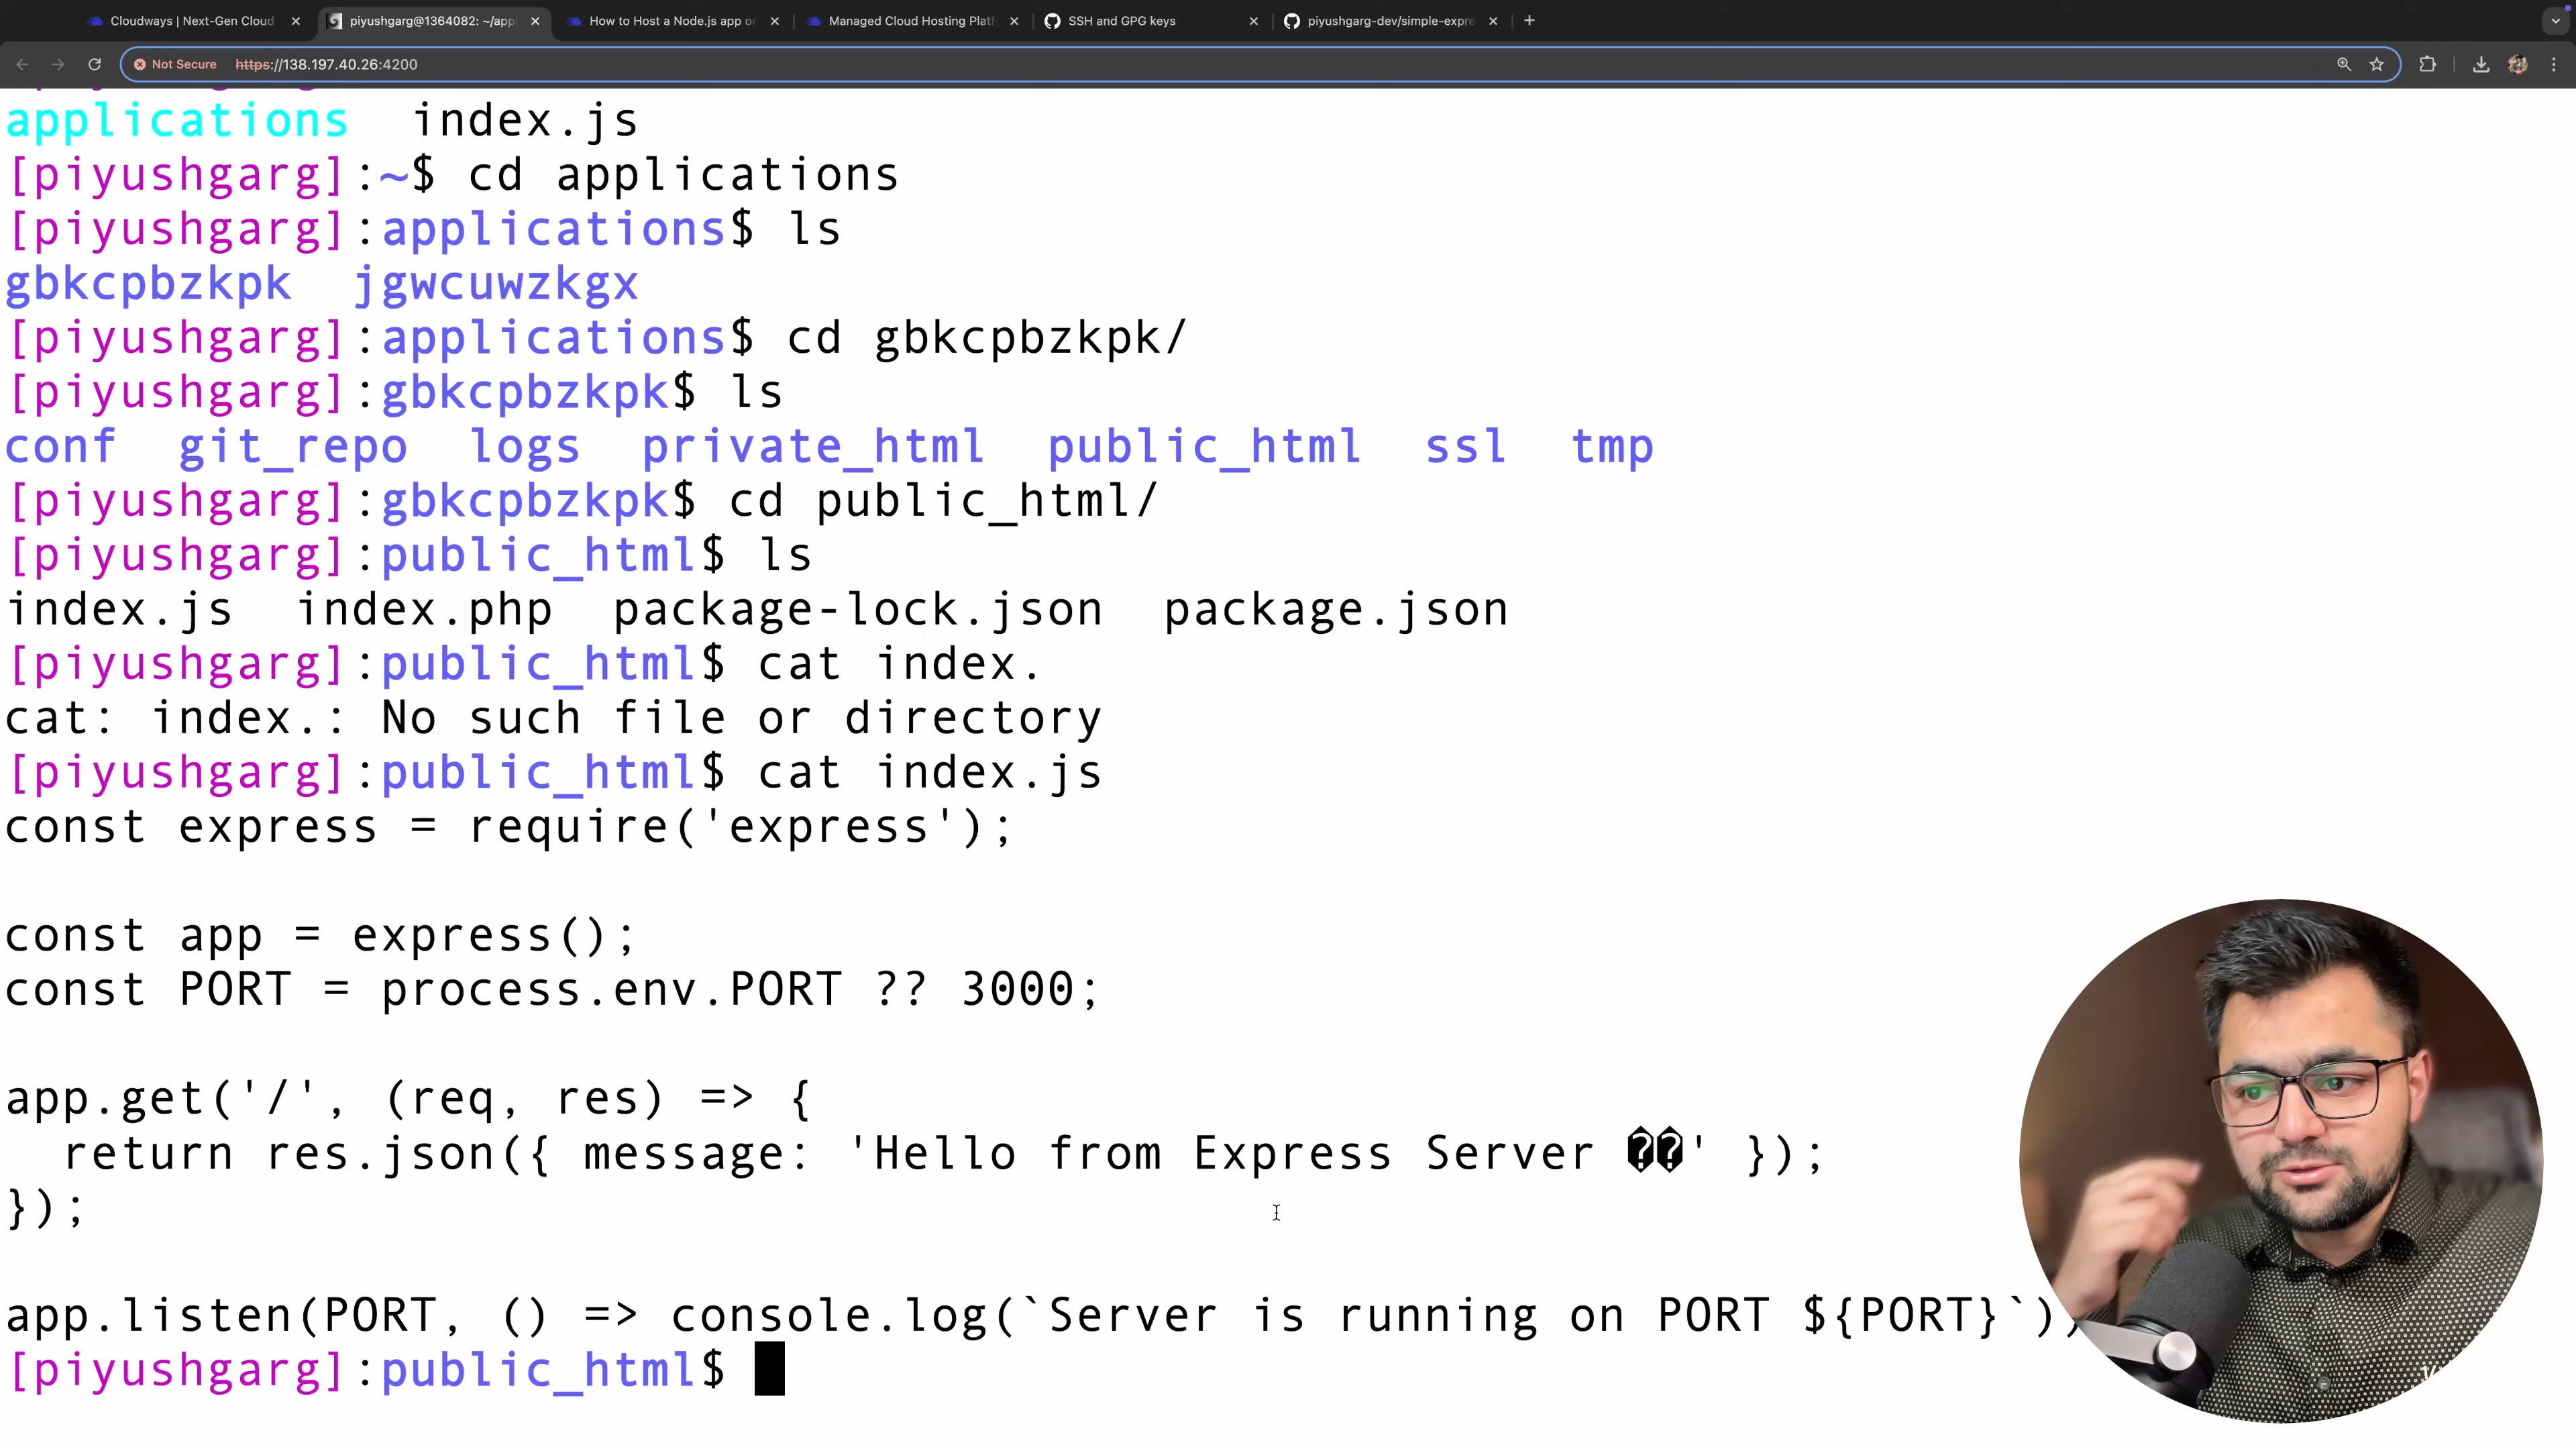 Cloudways | Next-Gen Cloud
piyushgarg@1364082: ~/appl
How to Host a Node.js app on
Managed Cloud Hosting Platf
SSH and GPG keys
piyushgarg-dev/simple-expre
Not Secure https://138.197.40.26:4200
applications index.js
[piyushgarg]:~$ cd applications
[piyushgarg]:applications$ ls
gbkcpbzkpk jgwcuwzkgx
[piyushgarg]:applications$ cd gbkcpbzkpk/
[piyushgarg]:gbkcpbzkpk$ ls
conf git_repo logs private_html public_html ssl tmp
[piyushgarg]:gbkcpbzkpk$ cd public_html/
[piyushgarg]:public_html$ ls
index.js index.php package-lock.json package.json
[piyushgarg]:public_html$ cat index.
cat: index.: No such file or directory
[piyushgarg]:public_html$ cat index.js
const express = require('express');
const app = express();
const PORT = process.env.PORT ?? 3000;
app.get('/', (req, res) => {
return res.json({ message: 'Hello from Express Server ��' });
});
app.listen(PORT, () => console.log(`Server is running on PORT ${PORT}`)
[piyushgarg]:public_html$